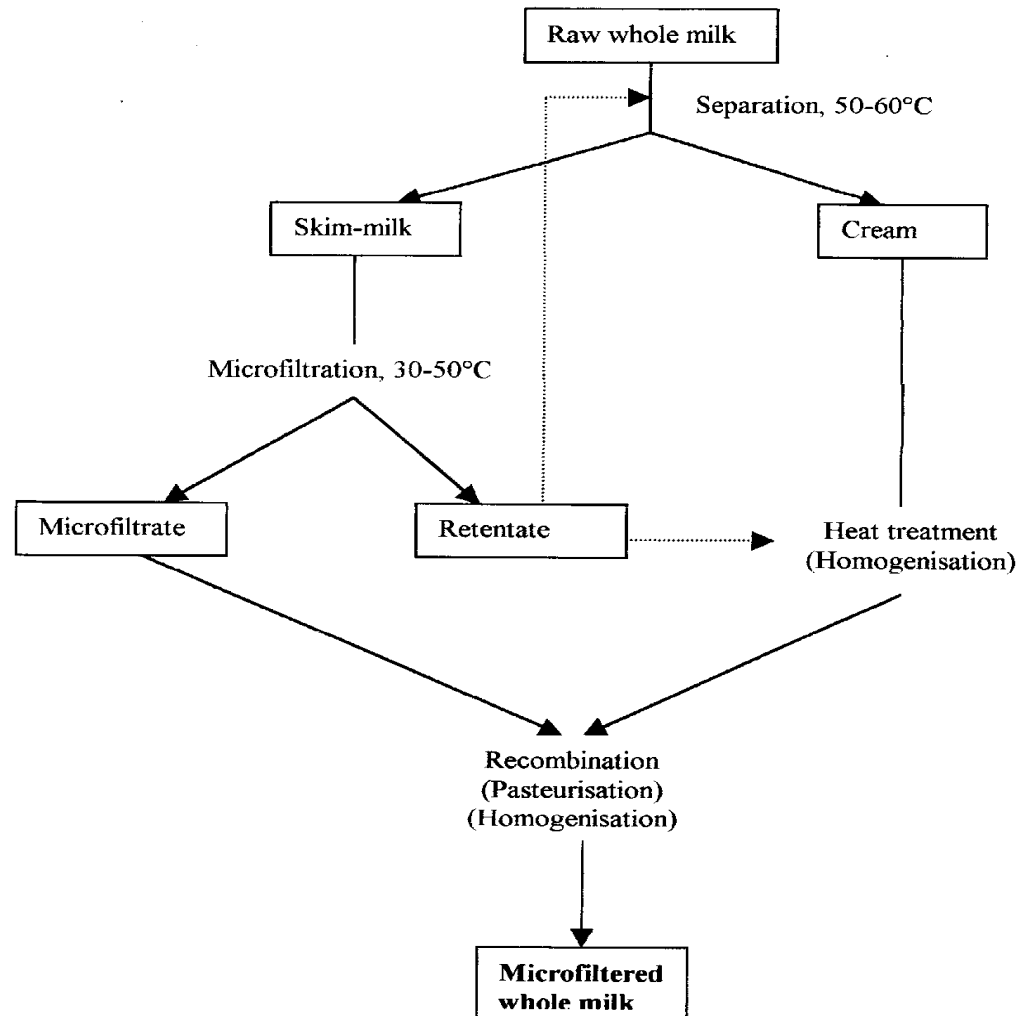 Raw whole milk
Separation, 50-60°C
Skim-milk
Cream
Microfiltration, 30-50°C
Microfiltrate
Retentate
Heat treatment
(Homogenisation)
Recombination
(Pasteurisation)
(Homogenisation)
Microfiltered
whole milk